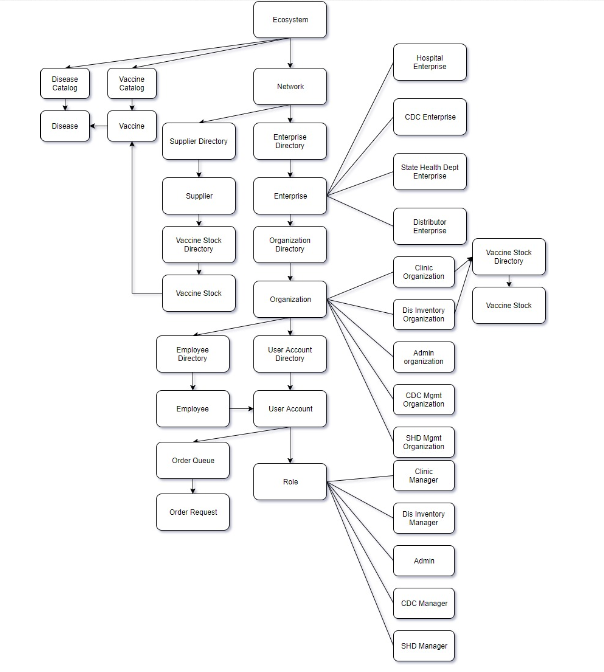 Ecosystem
Disease
Catalog
Vaccine
Catalog
Network
Hospital
Enterprise
Disease
Vaccine
Supplier Directory
Enterprise
Directory
CDC Enterprise
Supplier
Enterprise
State Health Dept
Enterprise
Vaccine Stock
Directory
Organization
Directory
Distributor
Enterprise
Vaccine Stock
Organization
Clinic
Organization
Vaccine Stock
Directory
Dis Inventory
Organization
Vaccine Stock
Employee
Directory
User Account
Directory
Admin
organization
Employee
User Account
CDC Mgmt
Organization
SHD Mgmt
Organization
Order Queue
Role
Clinic
Manager
Order Request
Dis Inventory
Manager
Admin
CDC Manager
SHD Manager